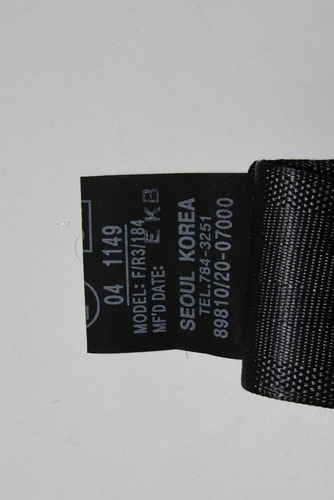 04 1149
MODEL: F/R3/184
MF'D DATE: EKB
SEOUL KOREA
TEL.784-3251
89810/20-07000